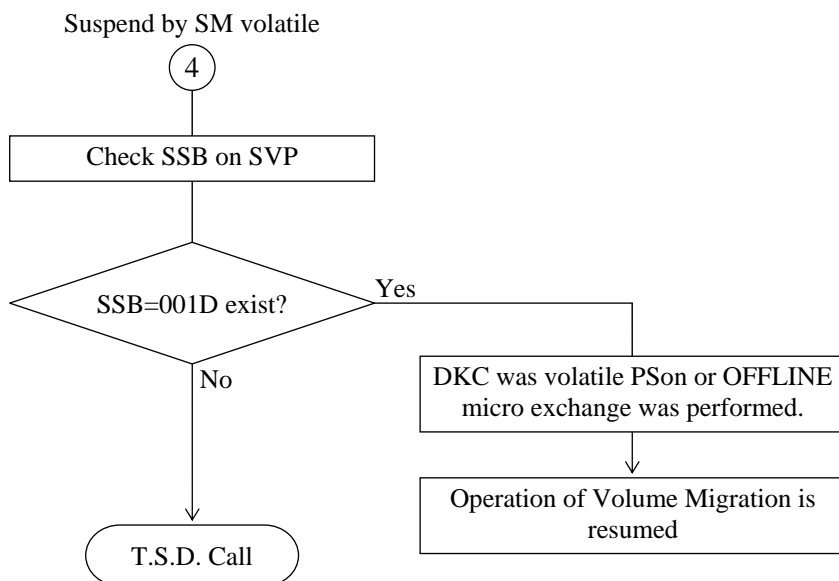 Suspend by SM volatile
4
Check SSB on SVP
SSB=001D exist?
Yes
No
DKC was volatile PSon or OFFLINE
micro exchange was performed.
Operation of Volume Migration is
resumed
T.S.D. Call